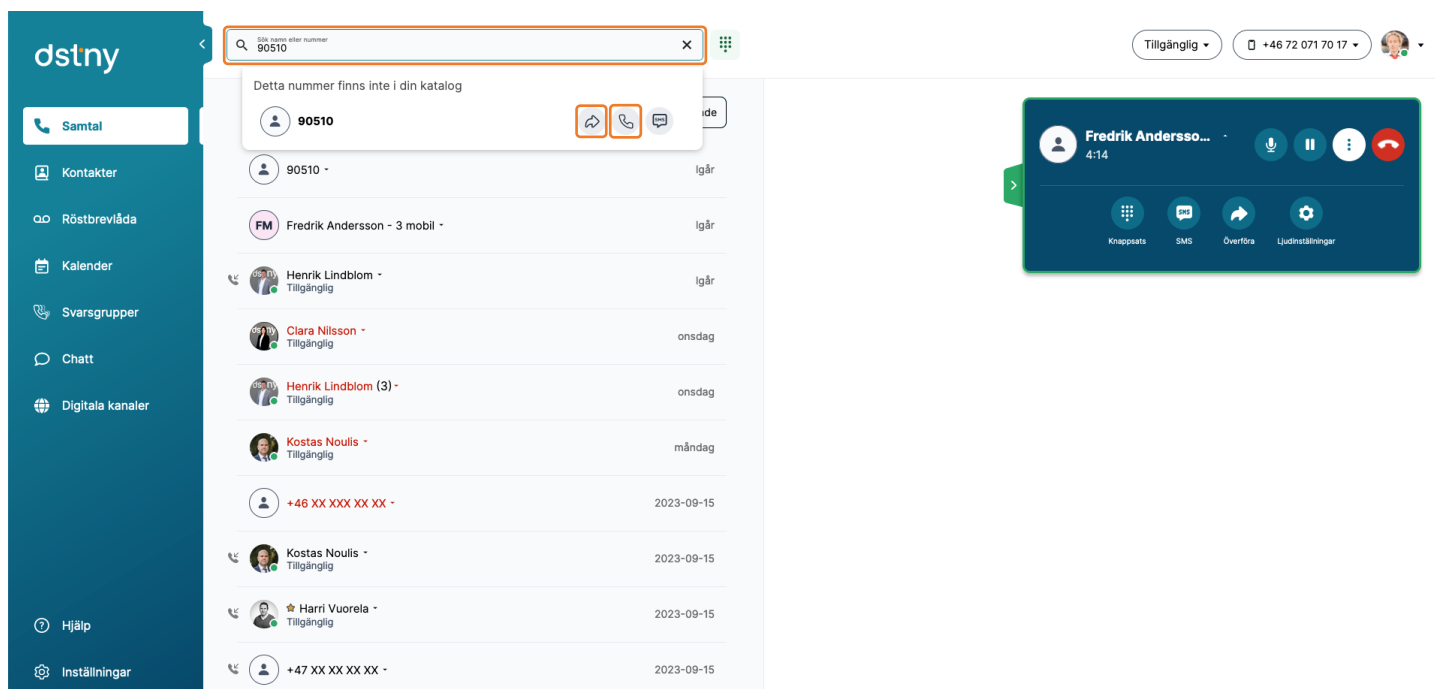 dstny
Sök namn eller nummer
90510
Tillgänglig
+46 72 071 70 17
Detta nummer finns inte i din katalog
90510
SMS
Samtal
Kontakter
Röstbrevlåda
Kalender
Svarsgrupper
Chatt
Digitala kanaler
Hjälp
Inställningar
90510
Igår
FM
Fredrik Andersson - 3 mobil
Igår
Henrik Lindblom
Tillgänglig
Igår
Clara Nilsson
Tillgänglig
onsdag
Henrik Lindblom (3)
Tillgänglig
onsdag
Kostas Noulis
Tillgänglig
måndag
+46 XX XXX XX XX
2023-09-15
Kostas Noulis
Tillgänglig
2023-09-15
Harri Vuorela
Tillgänglig
2023-09-15
+47 XX XX XX XX
2023-09-15
Fredrik Andersso...
4:14
SMS
Knappsats
SMS
Överföra
Ljudinställningar